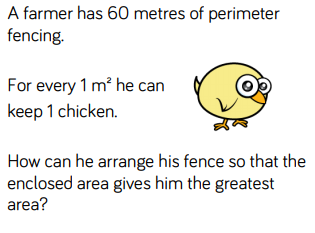 A farmer has 60 metres of perimeter
fencing.
For every 1 m² he can
keep 1 chicken.
How can he arrange his fence so that the
enclosed area gives him the greatest
area?